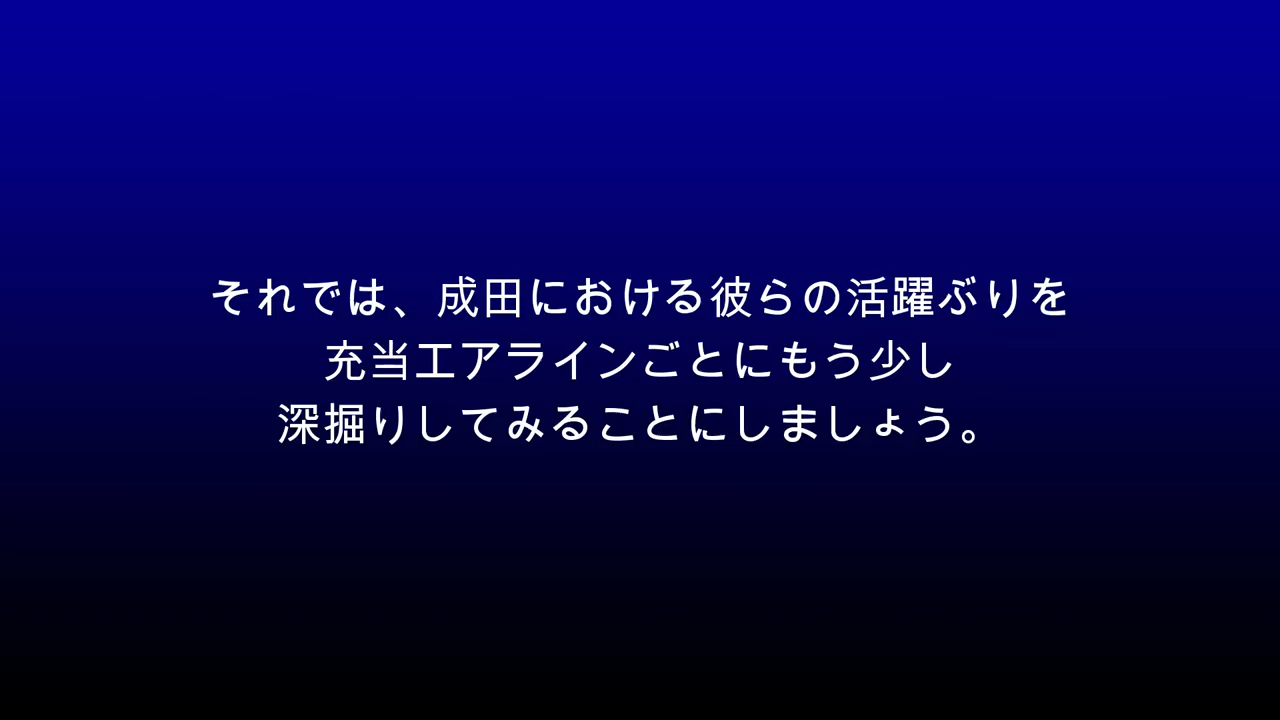 それでは、成田における彼らの活躍ぶりを
充当エアラインごとにもう少し
深掘りしてみることにしましょう。